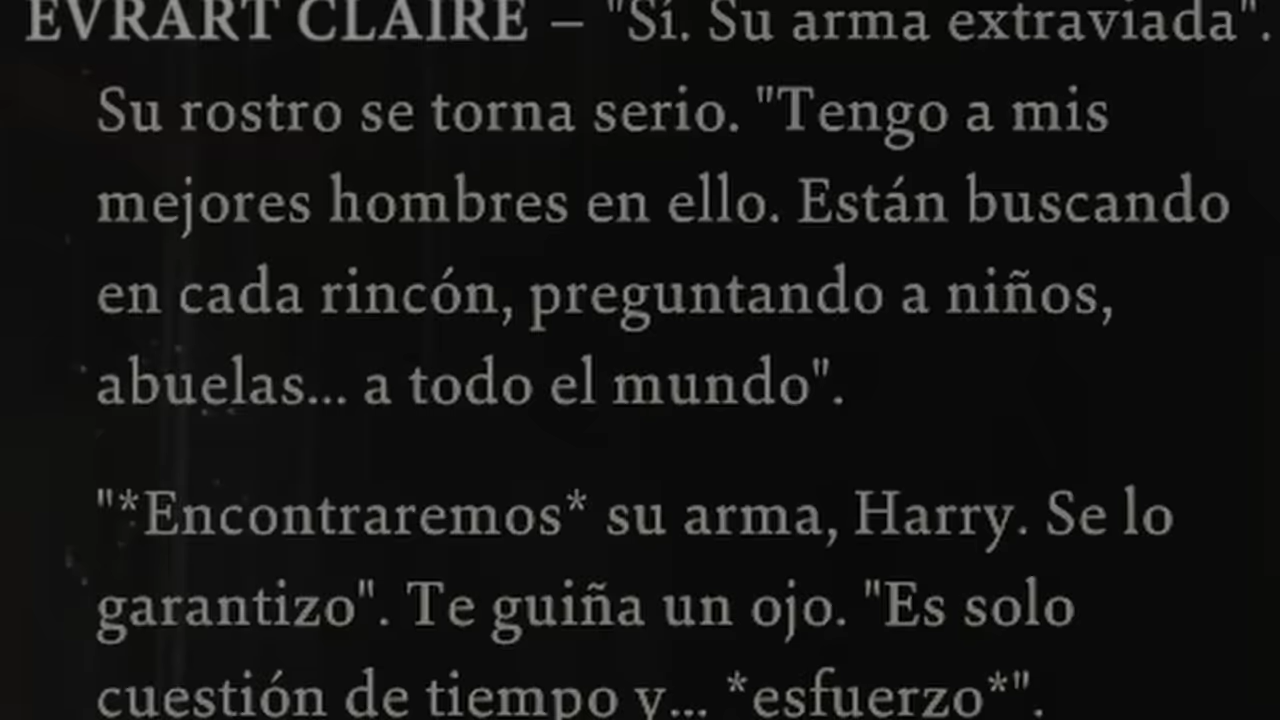 EVRART CLAIRE – "Sí. Su arma extraviada".
Su rostro se torna serio. "Tengo a mis
mejores hombres en ello. Están buscando
en cada rincón, preguntando a niños,
abuelas... a todo el mundo".
"*Encontraremos* su arma, Harry. Se lo
garantizo". Te guiña un ojo. "Es solo
cuestión de tiempo y... *esfuerzo*".